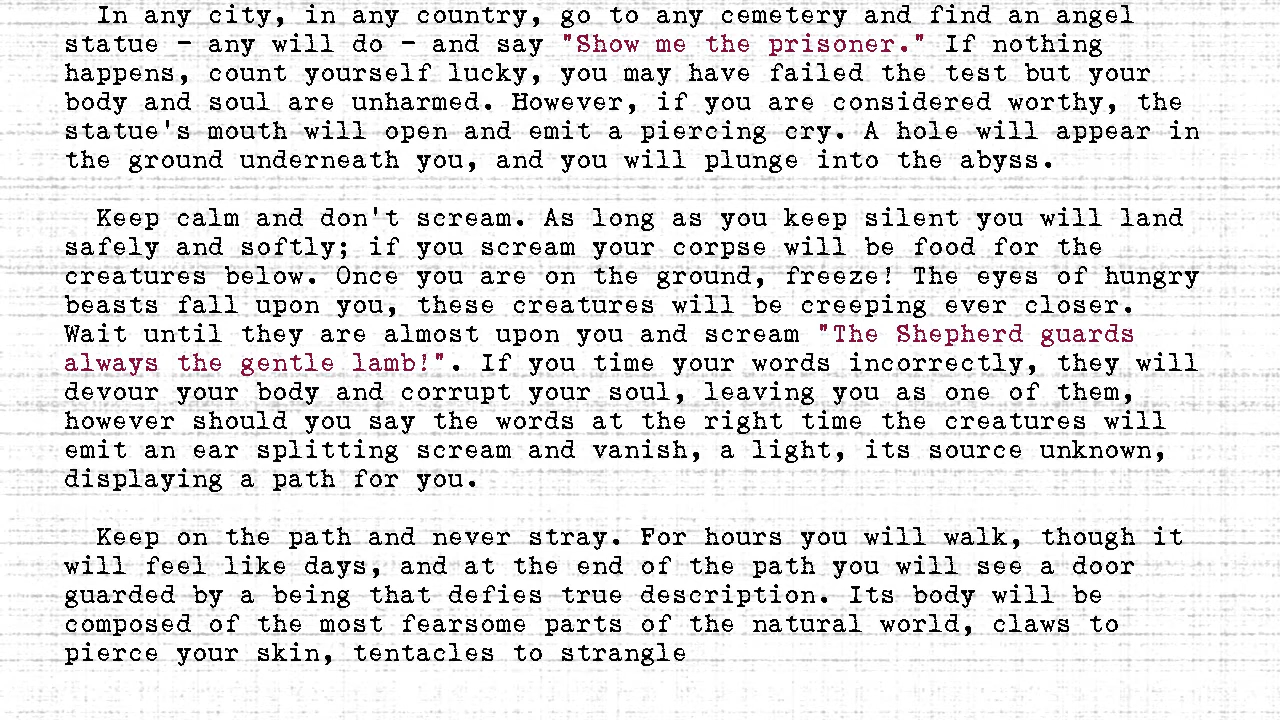 In any city, in any country, go to any cemetery and find an angel
statue - any will do - and say "Show me the prisoner." If nothing
happens, count yourself lucky, you may have failed the test but your
body and soul are unharmed. However, if you are considered worthy, the
statue's mouth will open and emit a piercing cry. A hole will appear in
the ground underneath you, and you will plunge into the abyss.
Keep calm and don't scream. As long as you keep silent you will land
safely and softly; if you scream your corpse will be food for the
creatures below. Once you are on the ground, freeze! The eyes of hungry
beasts fall upon you, these creatures will be creeping ever closer.
Wait until they are almost upon you and scream "The Shepherd guards
always the gentle lamb!". If you time your words incorrectly, they will
devour your body and corrupt your soul, leaving you as one of them,
however should you say the words at the right time the creatures will
emit an ear splitting scream and vanish, a light, its source unknown,
displaying a path for you.
Keep on the path and never stray. For hours you will walk, though it
will feel like days, and at the end of the path you will see a door
guarded by a being that defies true description. Its body will be
composed of the most fearsome parts of the natural world, claws to
pierce your skin, tentacles to strangle